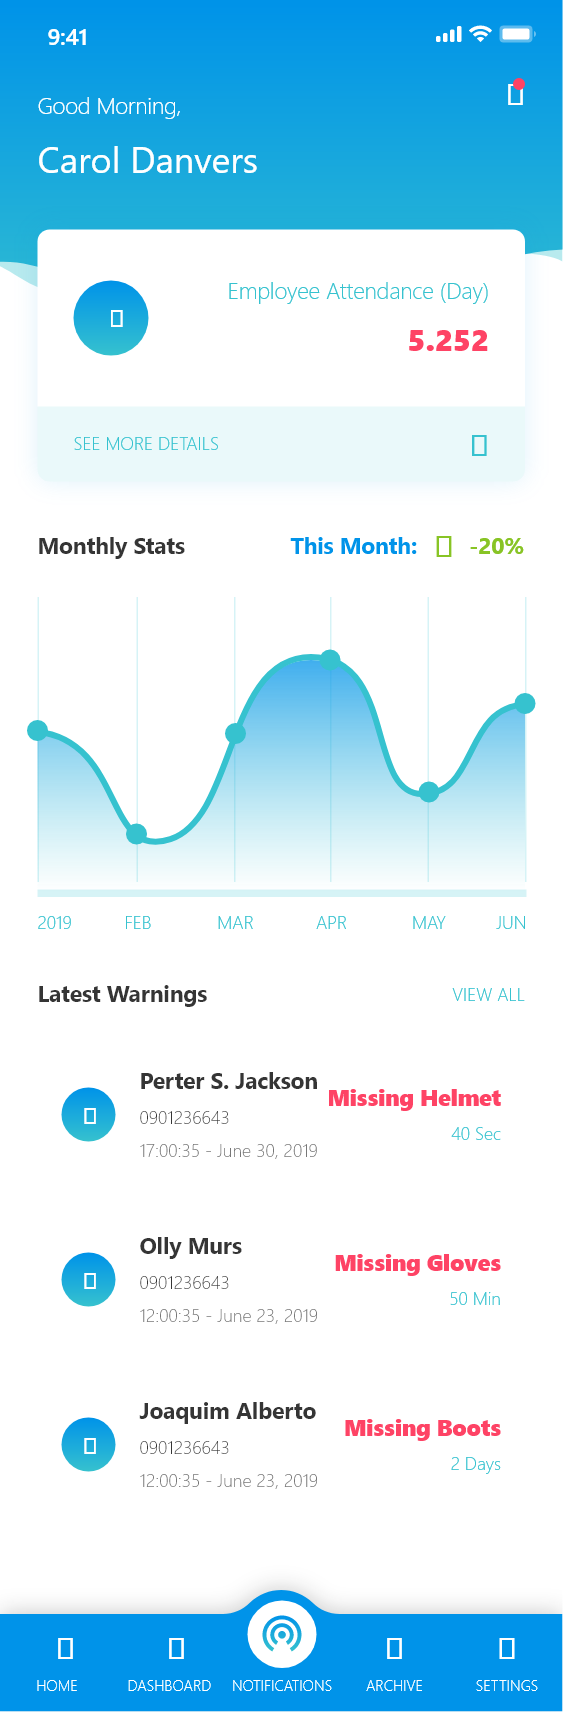 9:41
Good Morning,
Carol Danvers
Employee Attendance (Day)
5.252
SEE MORE DETAILS
Monthly Stats
This Month: -20%
2019 FEB MAR APR MAY JUN
Latest Warnings
VIEW ALL
Perter S. Jackson
0901236643
17:00:35 - June 30, 2019
Missing Helmet
40 Sec
Olly Murs
0901236643
12:00:35 - June 23, 2019
Missing Gloves
50 Min
Joaquim Alberto
0901236643
12:00:35 - June 23, 2019
Missing Boots
2 Days
HOME DASHBOARD NOTIFICATIONS ARCHIVE SETTINGS